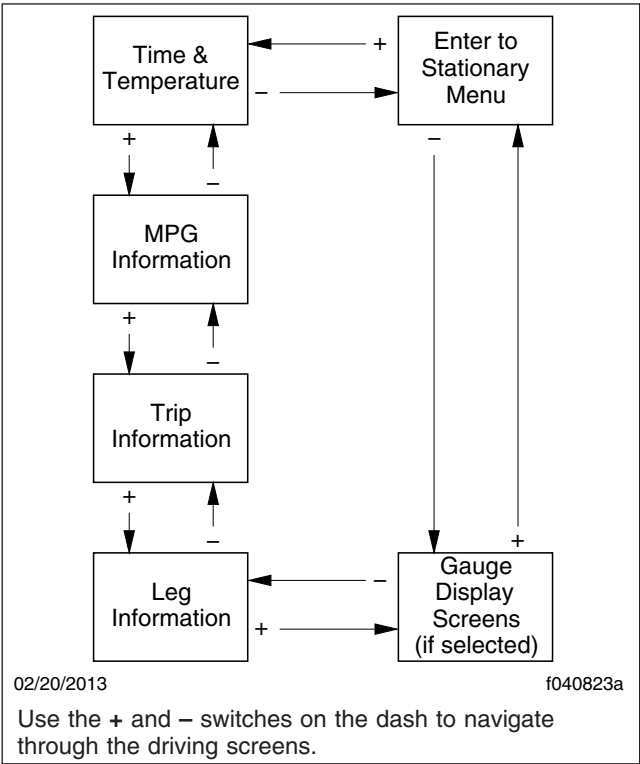 Time &
Temperature
+
–
Enter to
Stationary
Menu
+
–
–
+
MPG
Information
+
–
Trip
Information
+
–
Leg
Information
–
+
Gauge
Display
Screens
(if selected)
02/20/2013
f040823a
Use the + and – switches on the dash to navigate
through the driving screens.